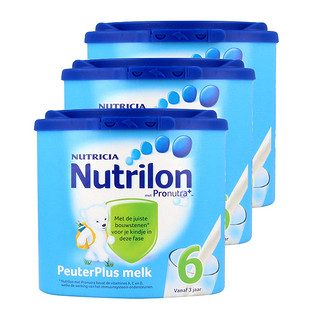 NUTRICIA
NUTRICIA
NUTRICIA
Nutrilon
met Pronutra+
Met de juiste
bouwstenen*
voor je kindje in
deze fase
PeuterPlus melk
6
Vanaf 3 jaar